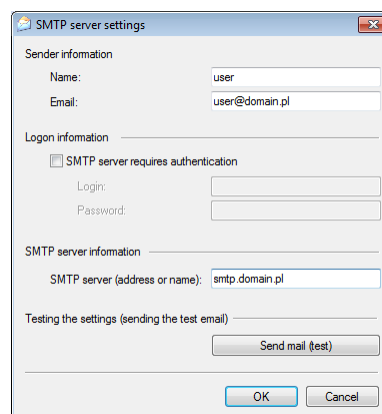 SMTP server settings
Sender information
Name: user
Email: user@domain.pl
Logon information
SMTP server requires authentication
Login:
Password:
SMTP server information
SMTP server (address or name): smtp.domain.pl
Testing the settings (sending the test email)
Send mail (test)
OK Cancel